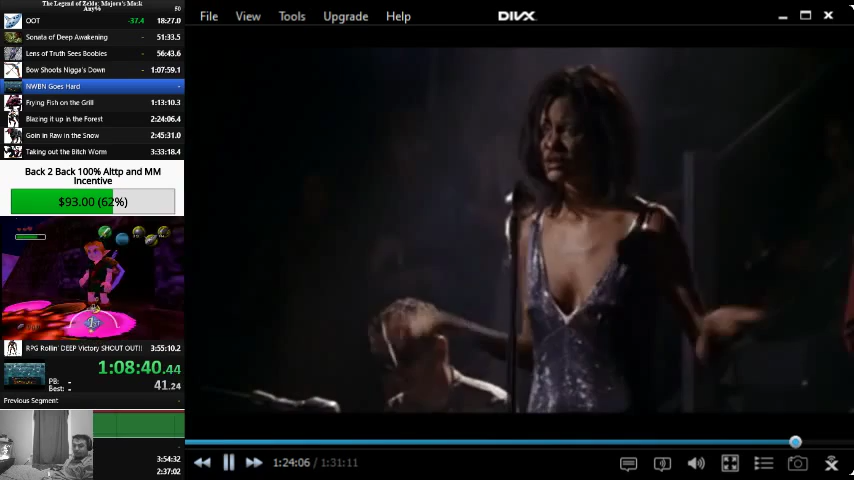 The Legend of Zelda: Majora's Mask
Any%
50
OOT -37.4 18:27.0
Sonata of Deep Awakening - 51:33.5
Lens of Truth Sees Boobies - 56:43.6
Bow Shoots Nigga's Down - 1:07:59.1
NWBN Goes Hard -
Frying Fish on the Grill 1:13:10.3
Blazing it up in the Forest 2:24:06.4
Goin in Raw in the Snow 2:45:31.0
Taking out the Bitch Worm 3:33:18.4
Back 2 Back 100% Alttp and MM
Incentive
$93.00 (62%)
RPG Rollin' DEEP Victory SHOUT OUT!! 3:55:10.2
1:08:40.44
PB: -
Best: -
41.24
Previous Segment -
-
3:54:32
2:37:02
File View Tools Upgrade Help
DIVX
1:24:06 / 1:31:11